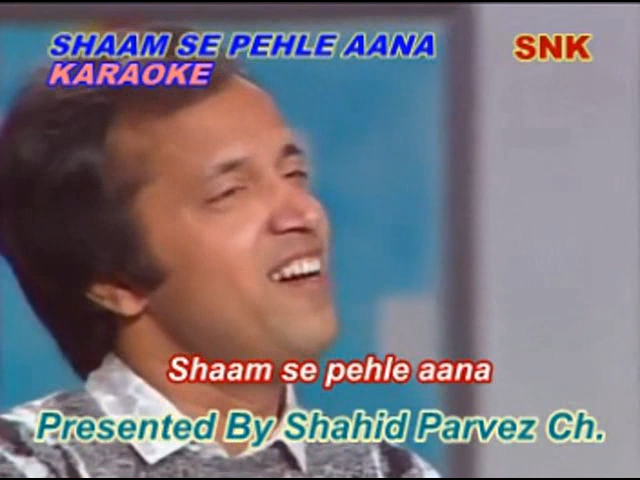 SHAAM SE PEHLE AANA SNK
KARAOKE
Shaam se pehle aana
Presented By Shahid Parvez Ch.